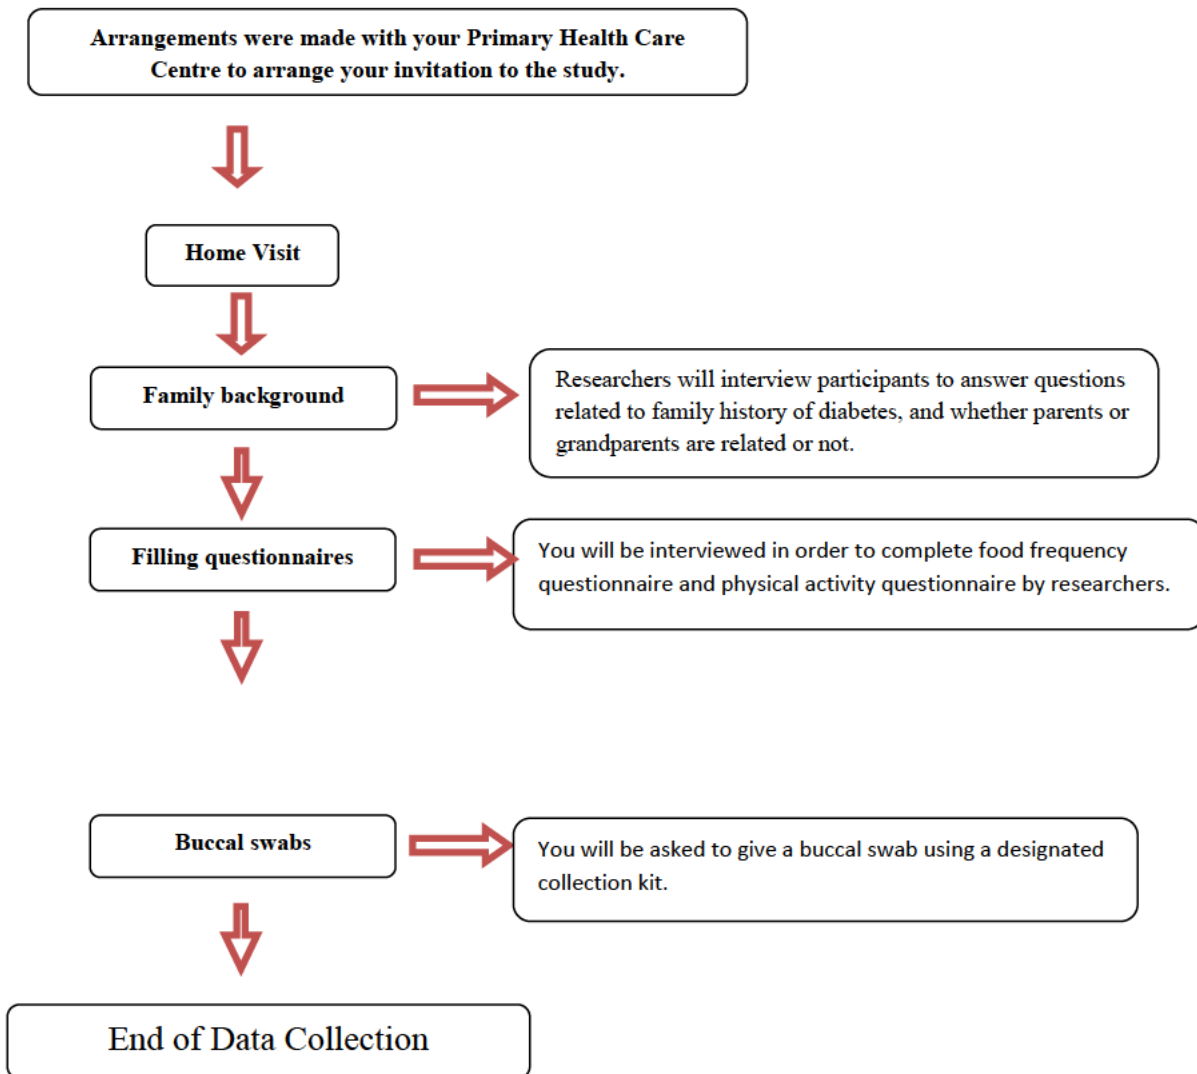 Arrangements were made with your Primary Health Care
Centre to arrange your invitation to the study.
Home Visit
Family background
Researchers will interview participants to answer questions
related to family history of diabetes, and whether parents or
grandparents are related or not.
Filling questionnaires
You will be interviewed in order to complete food frequency
questionnaire and physical activity questionnaire by researchers.
Buccal swabs
You will be asked to give a buccal swab using a designated
collection kit.
End of Data Collection